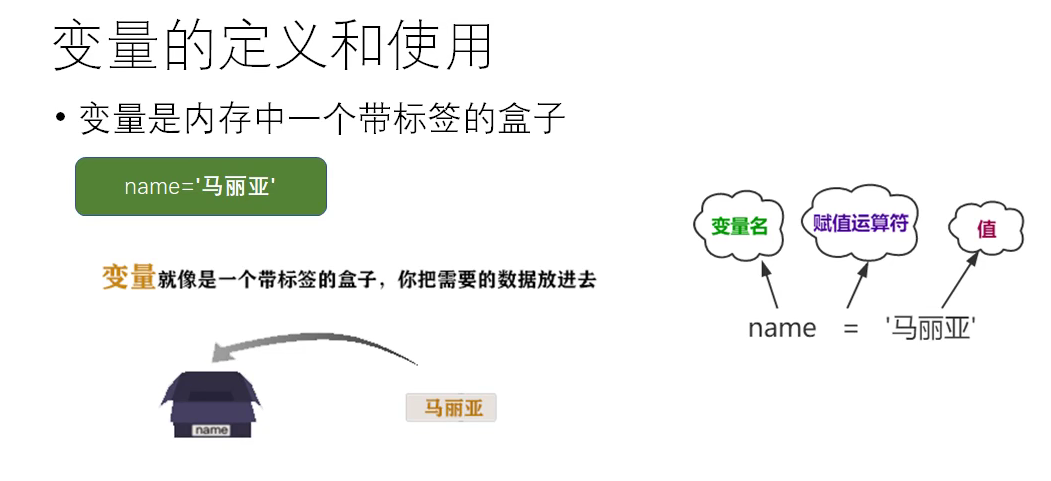 变量的定义和使用
• 变量是内存中一个带标签的盒子
name='马丽亚'
变量就像是一个带标签的盒子，你把需要的数据放进去
马丽亚
name
变量名 赋值运算符 值
name = '马丽亚'